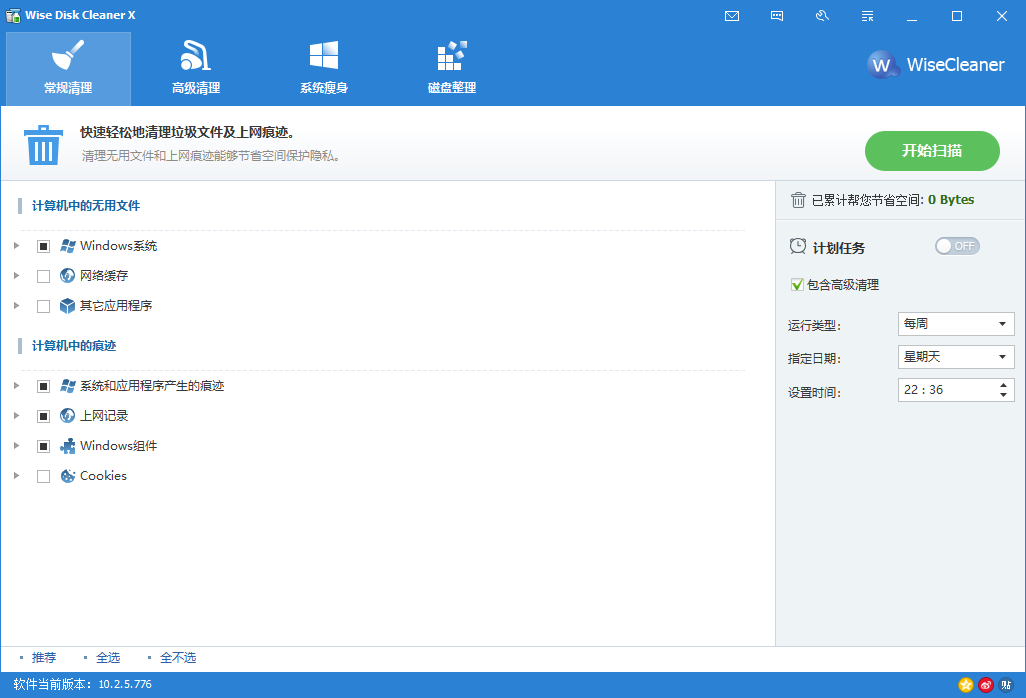 Wise Disk Cleaner X
常规清理
高级清理
系统瘦身
磁盘整理
W WiseCleaner
快速轻松地清理垃圾文件及上网痕迹。
清理无用文件和上网痕迹能够节省空间保护隐私。
开始扫描
计算机中的无用文件
Windows系统
网络缓存
其它应用程序
计算机中的痕迹
系统和应用程序产生的痕迹
上网记录
Windows组件
Cookies
已累计帮您节省空间: 0 Bytes
计划任务 OFF
包含高级清理
运行类型: 每周
指定日期: 星期天
设置时间: 22 : 36
推荐 全选 全不选
软件当前版本: 10.2.5.776
贴